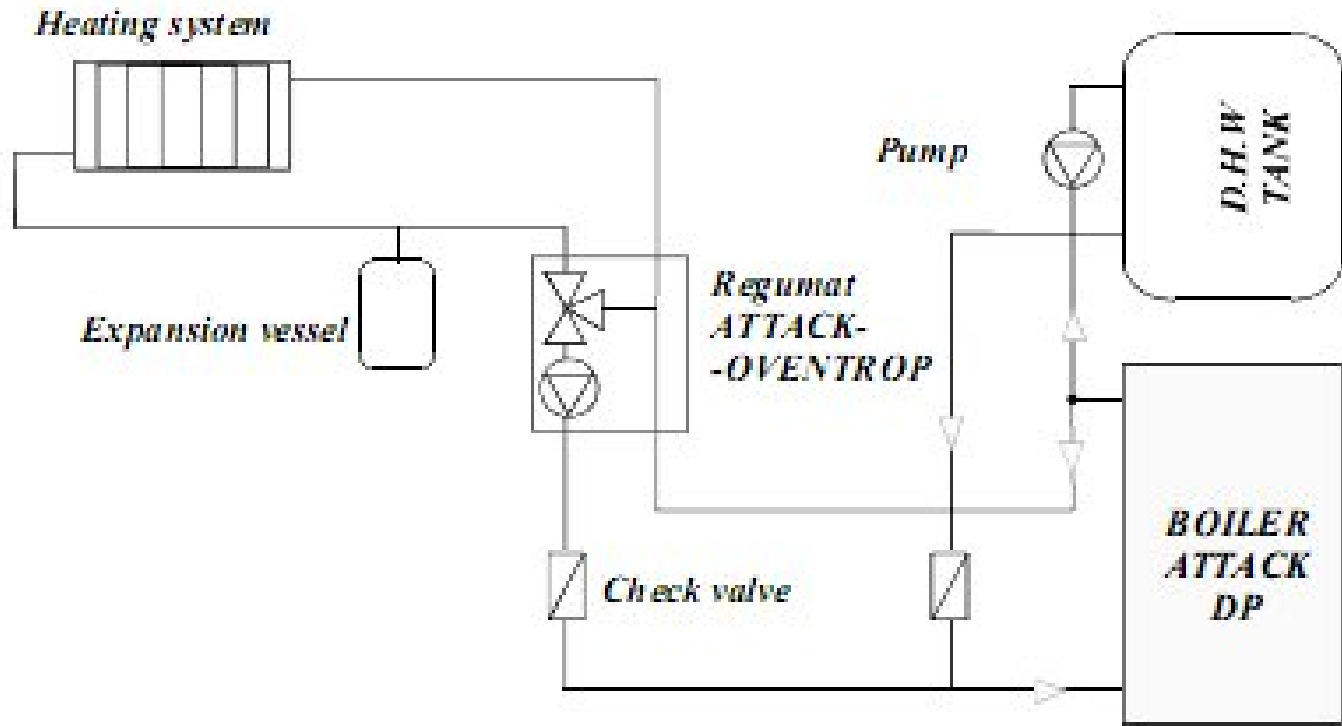 Heating system
Pump
D.H.W
TANK
Expansion vessel
Regumat
ATTACK-
-OVENTROP
Check valve
BOILER
ATTACK
DP